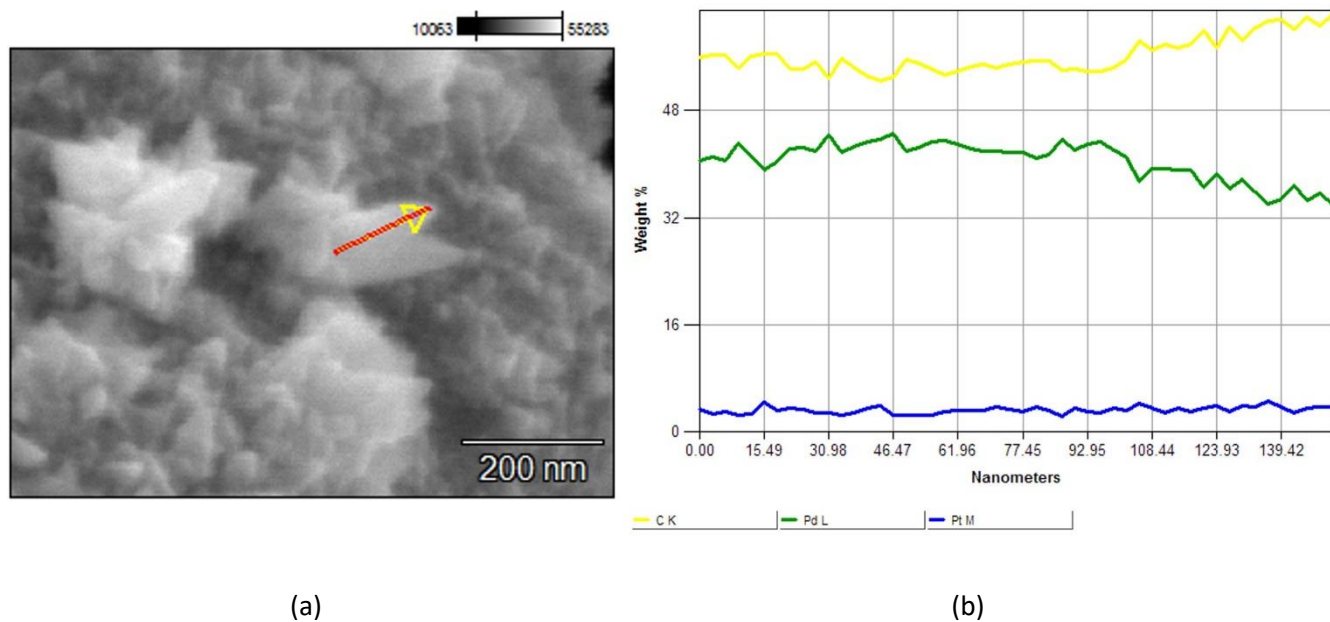 10063 55283
200 nm
Weight %
48
32
16
0
0.00 15.49 30.98 46.47 61.96 77.45 92.95 108.44 123.93 139.42
Nanometers
C K Pd L Pt M
(a) (b)